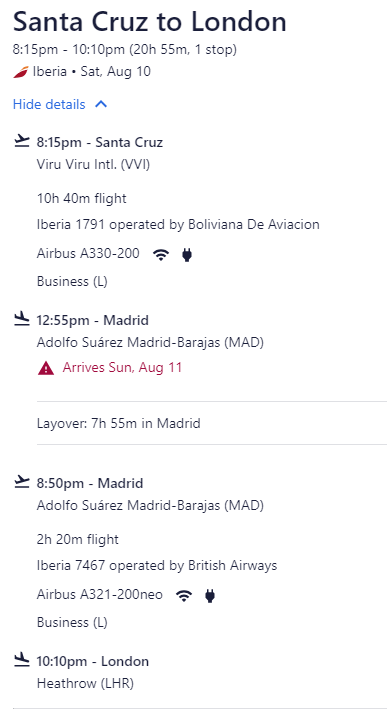 Santa Cruz to London
8:15pm - 10:10pm (20h 55m, 1 stop)
Iberia • Sat, Aug 10
Hide details
8:15pm - Santa Cruz
Viru Viru Intl. (VVI)
10h 40m flight
Iberia 1791 operated by Boliviana De Aviacion
Airbus A330-200
Business (L)
12:55pm - Madrid
Adolfo Suárez Madrid-Barajas (MAD)
Arrives Sun, Aug 11
Layover: 7h 55m in Madrid
8:50pm - Madrid
Adolfo Suárez Madrid-Barajas (MAD)
2h 20m flight
Iberia 7467 operated by British Airways
Airbus A321-200neo
Business (L)
10:10pm - London
Heathrow (LHR)